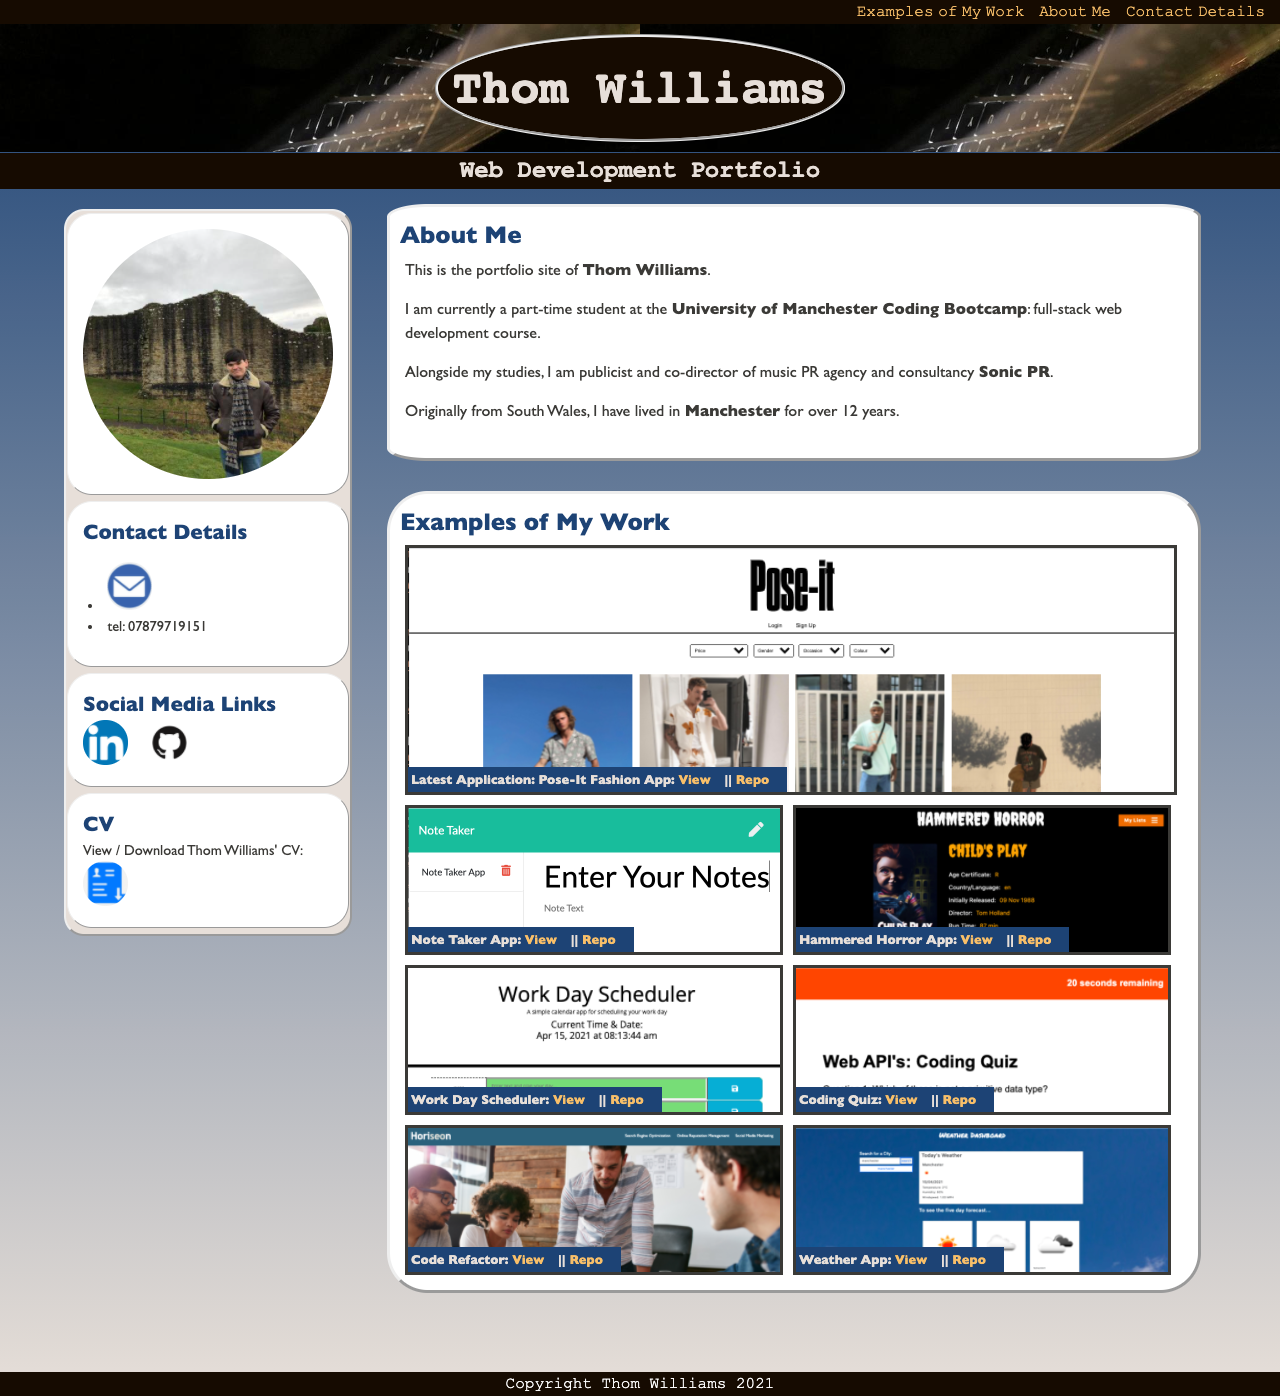 Examples of My Work About Me Contact Details
Thom Williams
Web Development Portfolio
About Me
This is the portfolio site of Thom Williams.
I am currently a part-time student at the University of Manchester Coding Bootcamp: full-stack web
development course.
Alongside my studies, I am publicist and co-director of music PR agency and consultancy Sonic PR.
Originally from South Wales, I have lived in Manchester for over 12 years.
Contact Details
tel: 07879719151
Social Media Links
in
CV
View / Download Thom Williams' CV:
Examples of My Work
Pose-it
Login Sign Up
Price Gender Occasion Colour
Latest Application: Pose-It Fashion App: View || Repo
Note Taker
Note Taker App
Enter Your Notes
Note Text
Note Taker App: View || Repo
HAMMERED HORROR
My Lists
CHILD'S PLAY
Age Certificate: R
Country/Language: en
Initially Released: 09 Nov 1988
Director: Tom Holland
Run Time: 87 min
Hammered Horror App: View || Repo
Work Day Scheduler
A simple calendar app for scheduling your work day
Current Time & Date:
Apr 15, 2021 at 08:13:44 am
Work Day Scheduler: View || Repo
20 seconds remaining
Web API's: Coding Quiz
Coding Quiz: View || Repo
Horiseon
Search Engine Optimization Online Reputation Management Social Media Marketing
Code Refactor: View || Repo
Weather Dashboard
Search for a City:
Today's Weather
Manchester
To see the five day forecast...
Weather App: View || Repo
Copyright Thom Williams 2021